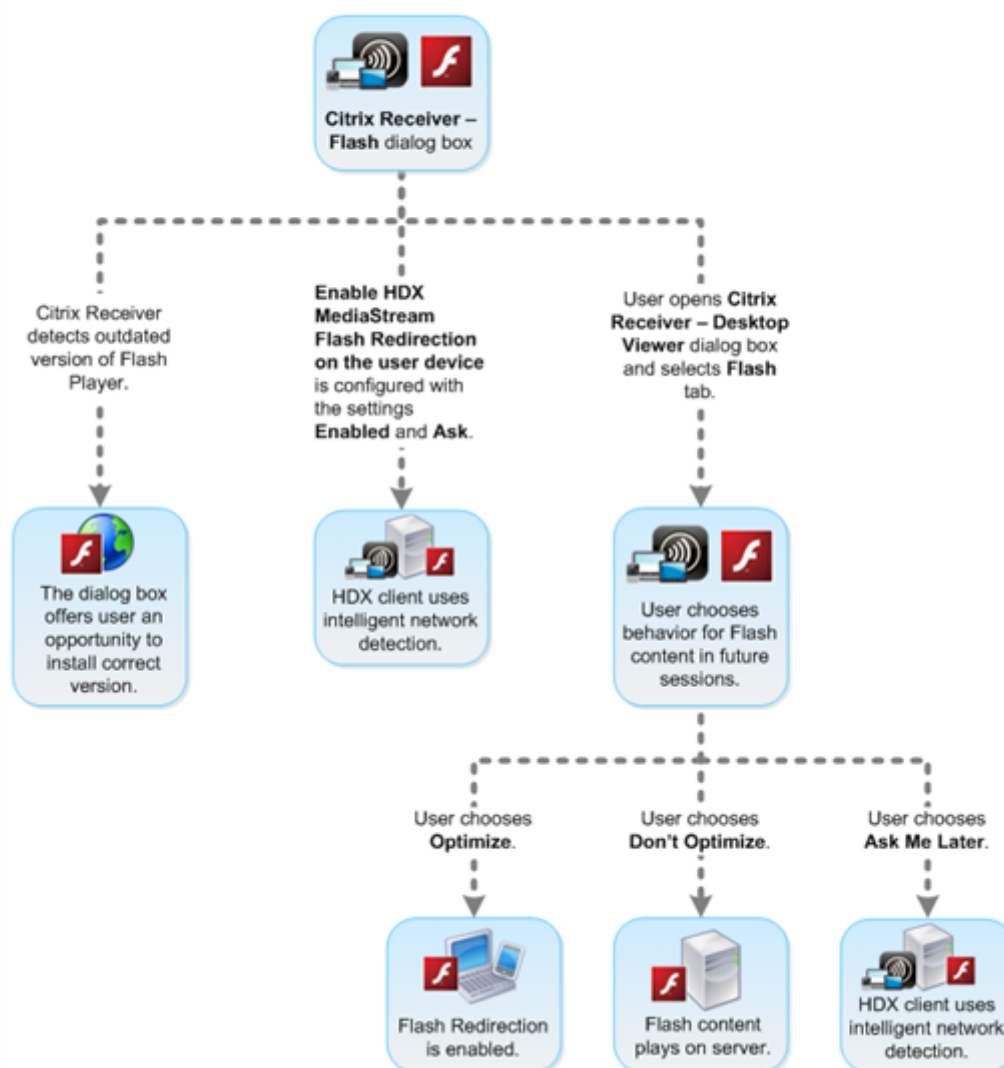 Citrix Receiver –
Flash dialog box
Citrix Receiver
detects outdated
version of Flash
Player.
Enable HDX
MediaStream
Flash Redirection
on the user device
is configured with
the settings
Enabled and Ask.
User opens Citrix
Receiver – Desktop
Viewer dialog box
and selects Flash
tab.
The dialog box
offers user an
opportunity to
install correct
version.
HDX client uses
intelligent network
detection.
User chooses
behavior for Flash
content in future
sessions.
User chooses
Optimize.
User chooses
Don't Optimize.
User chooses
Ask Me Later.
Flash Redirection
is enabled.
Flash content
plays on server.
HDX client uses
intelligent network
detection.